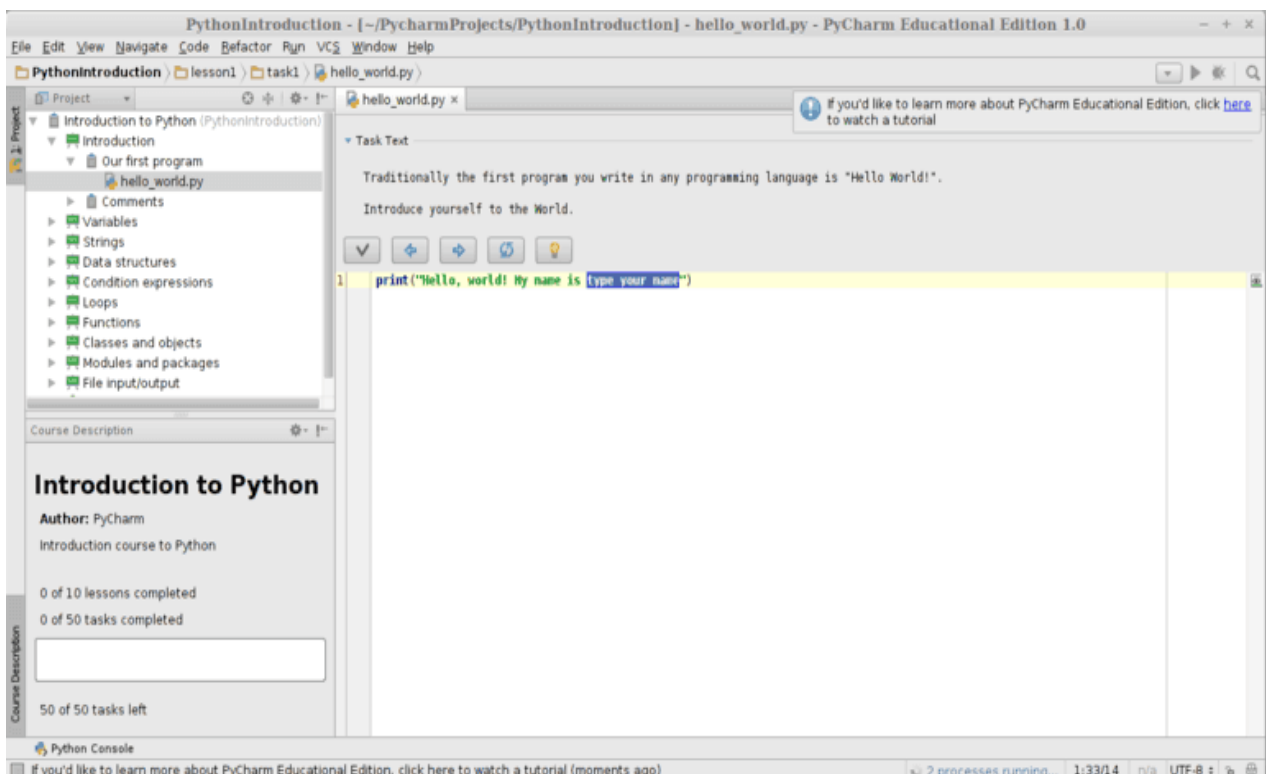 PythonIntroduction - [~/PycharmProjects/PythonIntroduction] - hello_world.py - PyCharm Educational Edition 1.0
File Edit View Navigate Code Refactor Run VCS Window Help
PythonIntroduction lesson1 task1 hello_world.py
1: Project
Project
Introduction to Python (PythonIntroduction)
Introduction
Our first program
hello_world.py
Comments
Variables
Strings
Data structures
Condition expressions
Loops
Functions
Classes and objects
Modules and packages
File input/output
hello_world.py ×
If you'd like to learn more about PyCharm Educational Edition, click here
to watch a tutorial
Task Text
Traditionally the first program you write in any programming language is "Hello World!".
Introduce yourself to the World.
1 print("Hello, world! My name is type your name")
Course Description
Course Description
Introduction to Python
Author: PyCharm
Introduction course to Python
0 of 10 lessons completed
0 of 50 tasks completed
50 of 50 tasks left
Python Console
If you'd like to learn more about PyCharm Educational Edition, click here to watch a tutorial (moments ago)
2 processes running... 1:33/14 n/a UTF-8